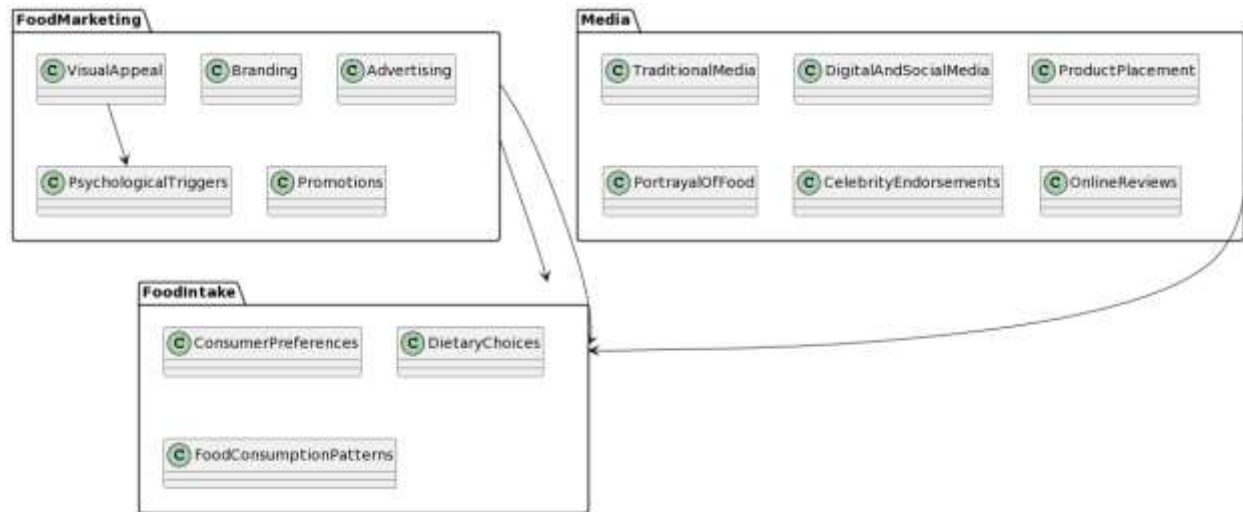 FoodMarketing
Media
C VisualAppeal
C Branding
C Advertising
C TraditionalMedia
C DigitalAndSocialMedia
C ProductPlacement
C PsychologicalTriggers
C Promotions
C PortrayalOfFood
C CelebrityEndorsements
C OnlineReviews
FoodIntake
C ConsumerPreferences
C DietaryChoices
C FoodConsumptionPatterns